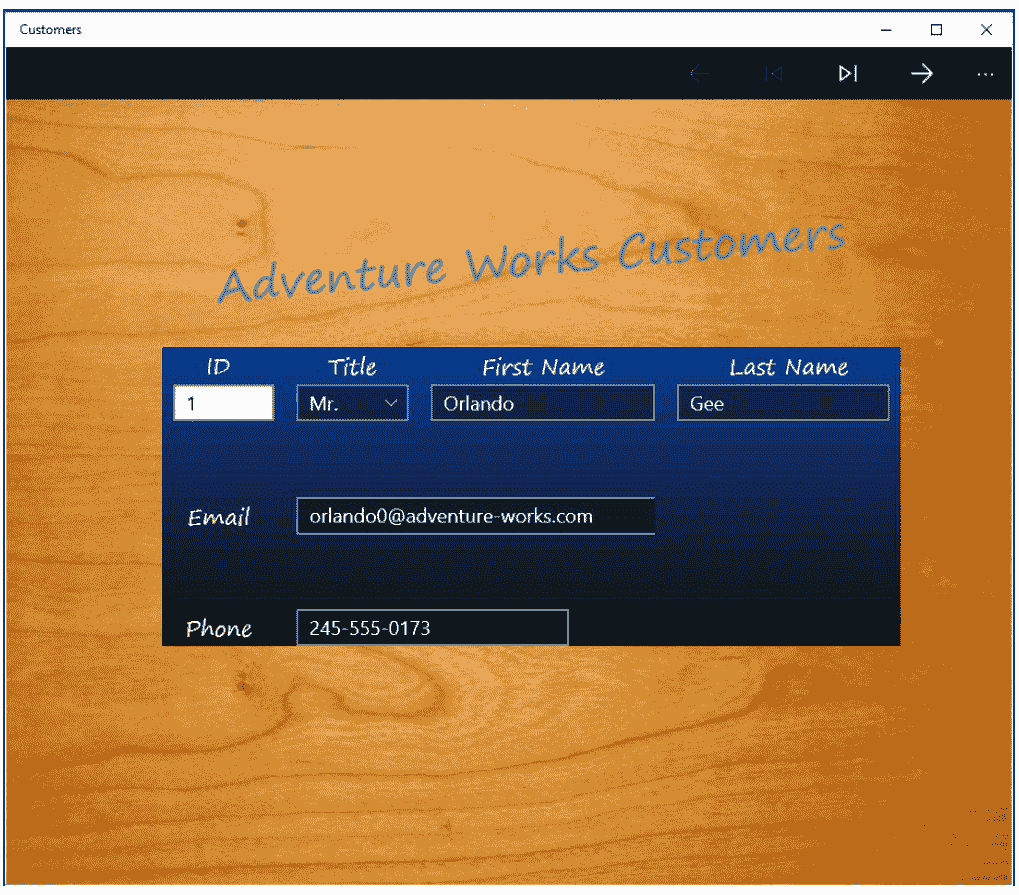 Customers
Adventure Works Customers
ID Title First Name Last Name
1 Mr. Orlando Gee
Email orlando0@adventure-works.com
Phone 245-555-0173